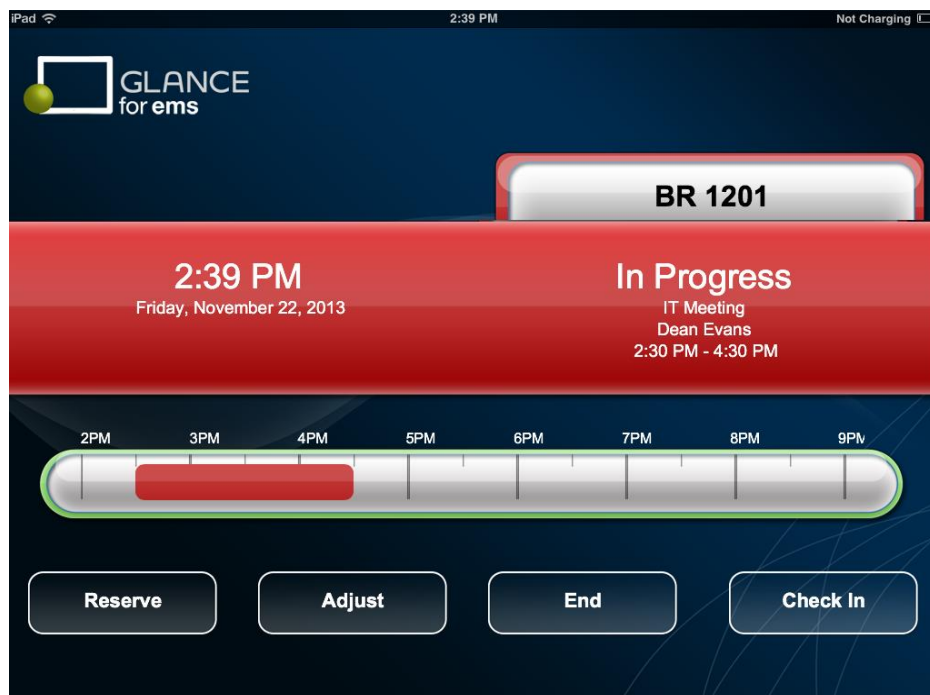 iPad 2:39 PM Not Charging
GLANCE
for ems
BR 1201
2:39 PM
Friday, November 22, 2013
In Progress
IT Meeting
Dean Evans
2:30 PM - 4:30 PM
2PM 3PM 4PM 5PM 6PM 7PM 8PM 9PM
Reserve Adjust End Check In